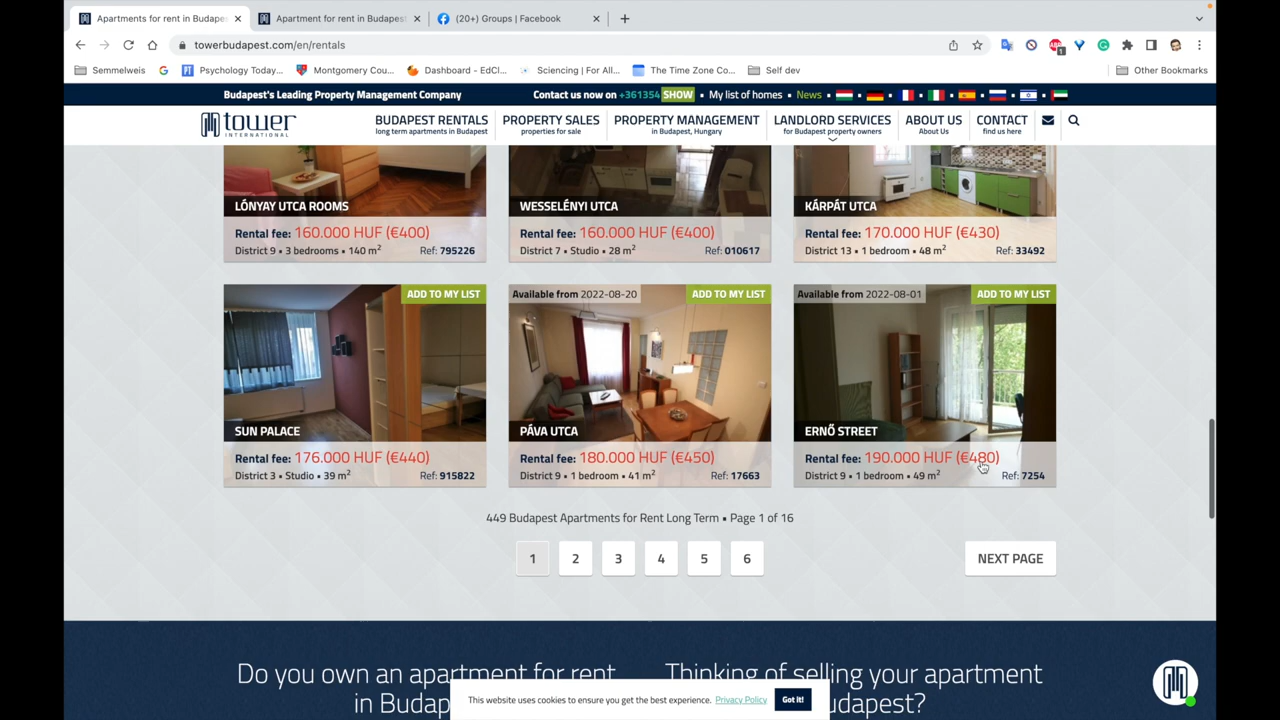 Apartments for rent in Budape
Apartment for rent in Budapest
(20+) Groups | Facebook
towerbudapest.com/en/rentals
1
Semmelweis
Psychology Today...
Montgomery Cou...
Dashboard - EdCl...
Sciencing | For All...
The Time Zone Co...
Self dev
Other Bookmarks
Budapest's Leading Property Management Company
Contact us now on +361354 SHOW • My list of homes • News
tower
INTERNATIONAL
BUDAPEST RENTALS
long term apartments in Budapest
PROPERTY SALES
properties for sale
PROPERTY MANAGEMENT
in Budapest, Hungary
LANDLORD SERVICES
for Budapest property owners
ABOUT US
About Us
CONTACT
find us here
LÓNYAY UTCA ROOMS
Rental fee: 160.000 HUF (€400)
District 9 • 3 bedrooms • 140 m²
Ref: 795226
WESSELÉNYI UTCA
Rental fee: 160.000 HUF (€400)
District 7 • Studio • 28 m²
Ref: 010617
KÁRPÁT UTCA
Rental fee: 170.000 HUF (€430)
District 13 • 1 bedroom • 48 m²
Ref: 33492
ADD TO MY LIST
SUN PALACE
Rental fee: 176.000 HUF (€440)
District 3 • Studio • 39 m²
Ref: 915822
Available from 2022-08-20
ADD TO MY LIST
PÁVA UTCA
Rental fee: 180.000 HUF (€450)
District 9 • 1 bedroom • 41 m²
Ref: 17663
Available from 2022-08-01
ADD TO MY LIST
ERNŐ STREET
Rental fee: 190.000 HUF (€480)
District 9 • 1 bedroom • 49 m²
Ref: 7254
449 Budapest Apartments for Rent Long Term • Page 1 of 16
1 2 3 4 5 6
NEXT PAGE
Do you own an apartment for rent
in Budap
Thinking of selling your apartment
udapest?
This website uses cookies to ensure you get the best experience. Privacy Policy
Got it!